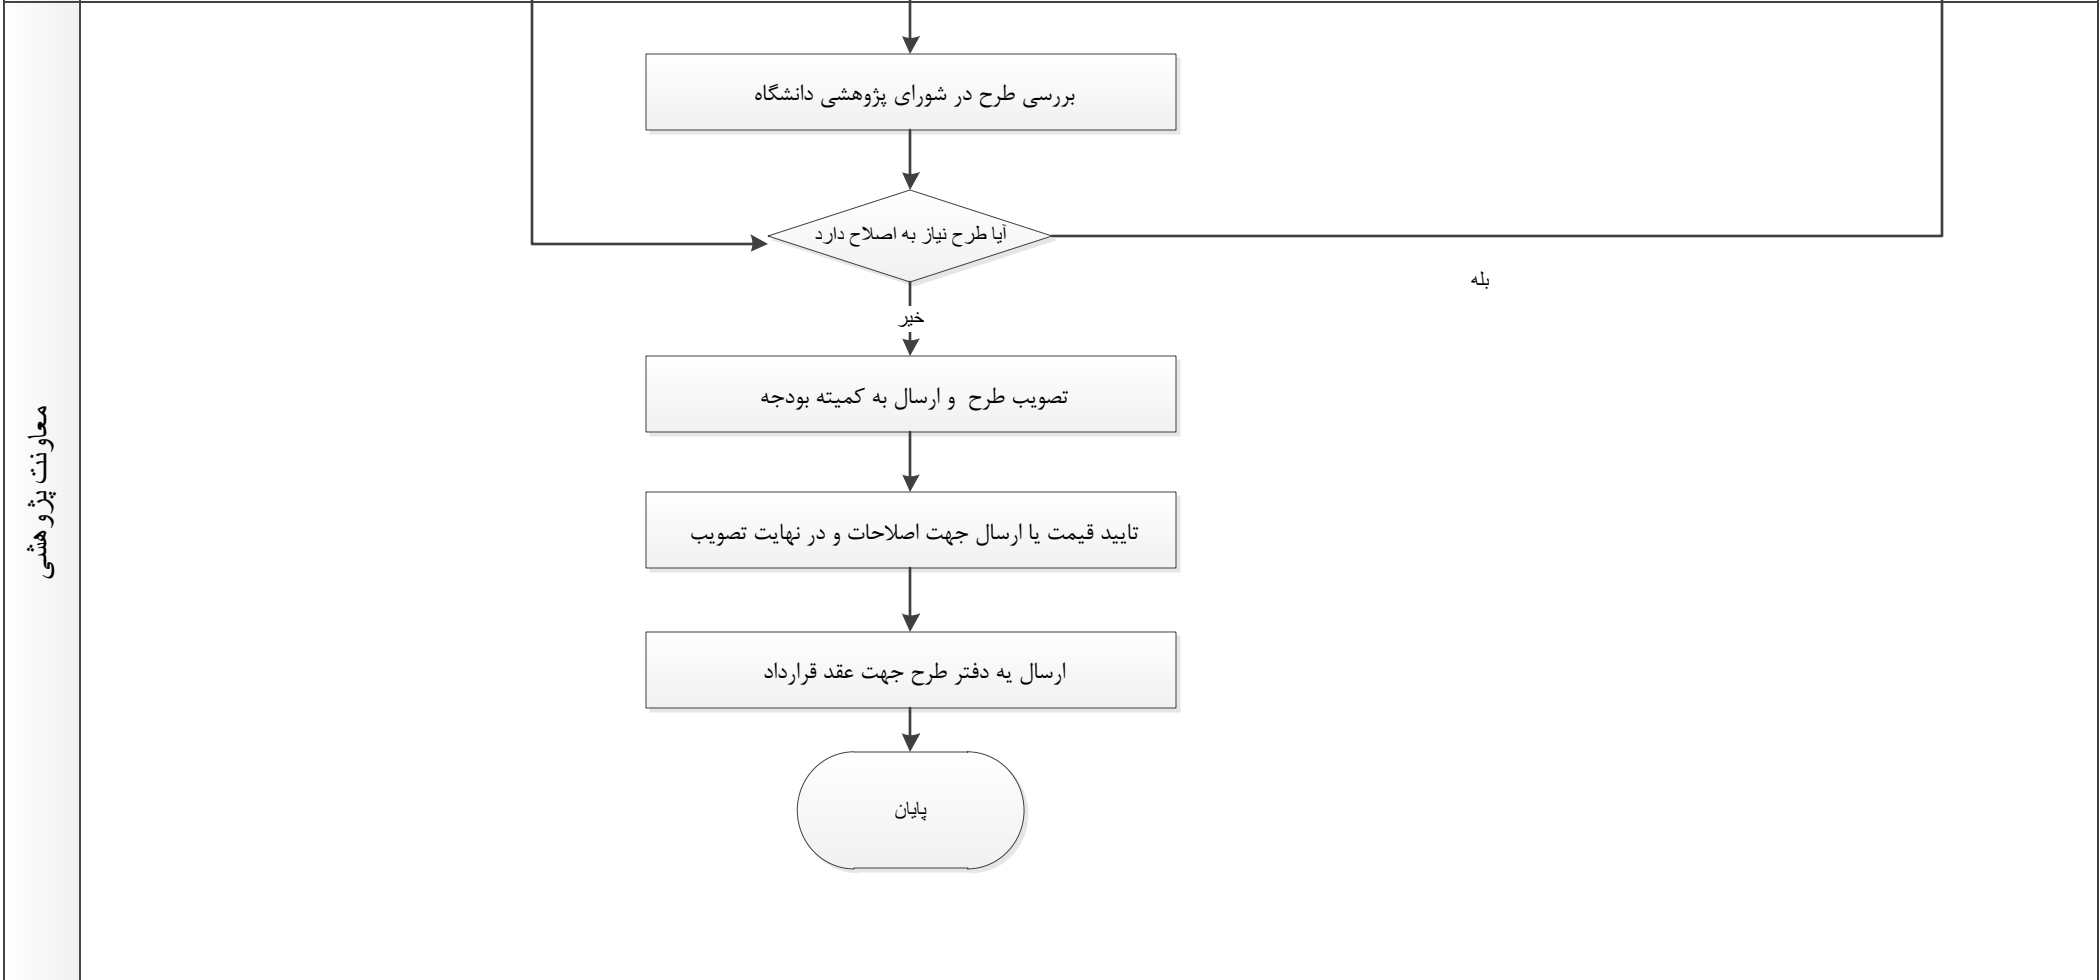 بررسی طرح در شورای پژوهشی دانشگاه
آیا طرح نیاز به اصلاح دارد
بله
خیر
تصویب طرح و ارسال به کمیته بودجه
تایید قیمت یا ارسال جهت اصلاحات و در نهایت تصویب
ارسال یه دفتر طرح جهت عقد قرارداد
پایان
معاونت پژوهشی